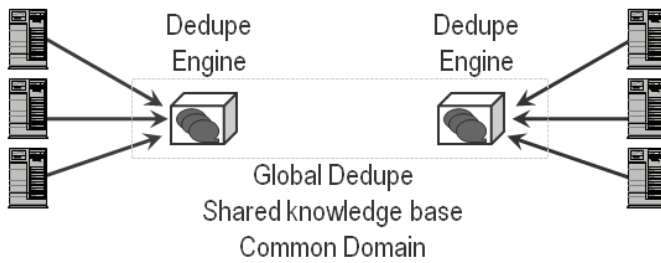 Dedupe
Engine
Dedupe
Engine
Global Dedupe
Shared knowledge base
Common Domain